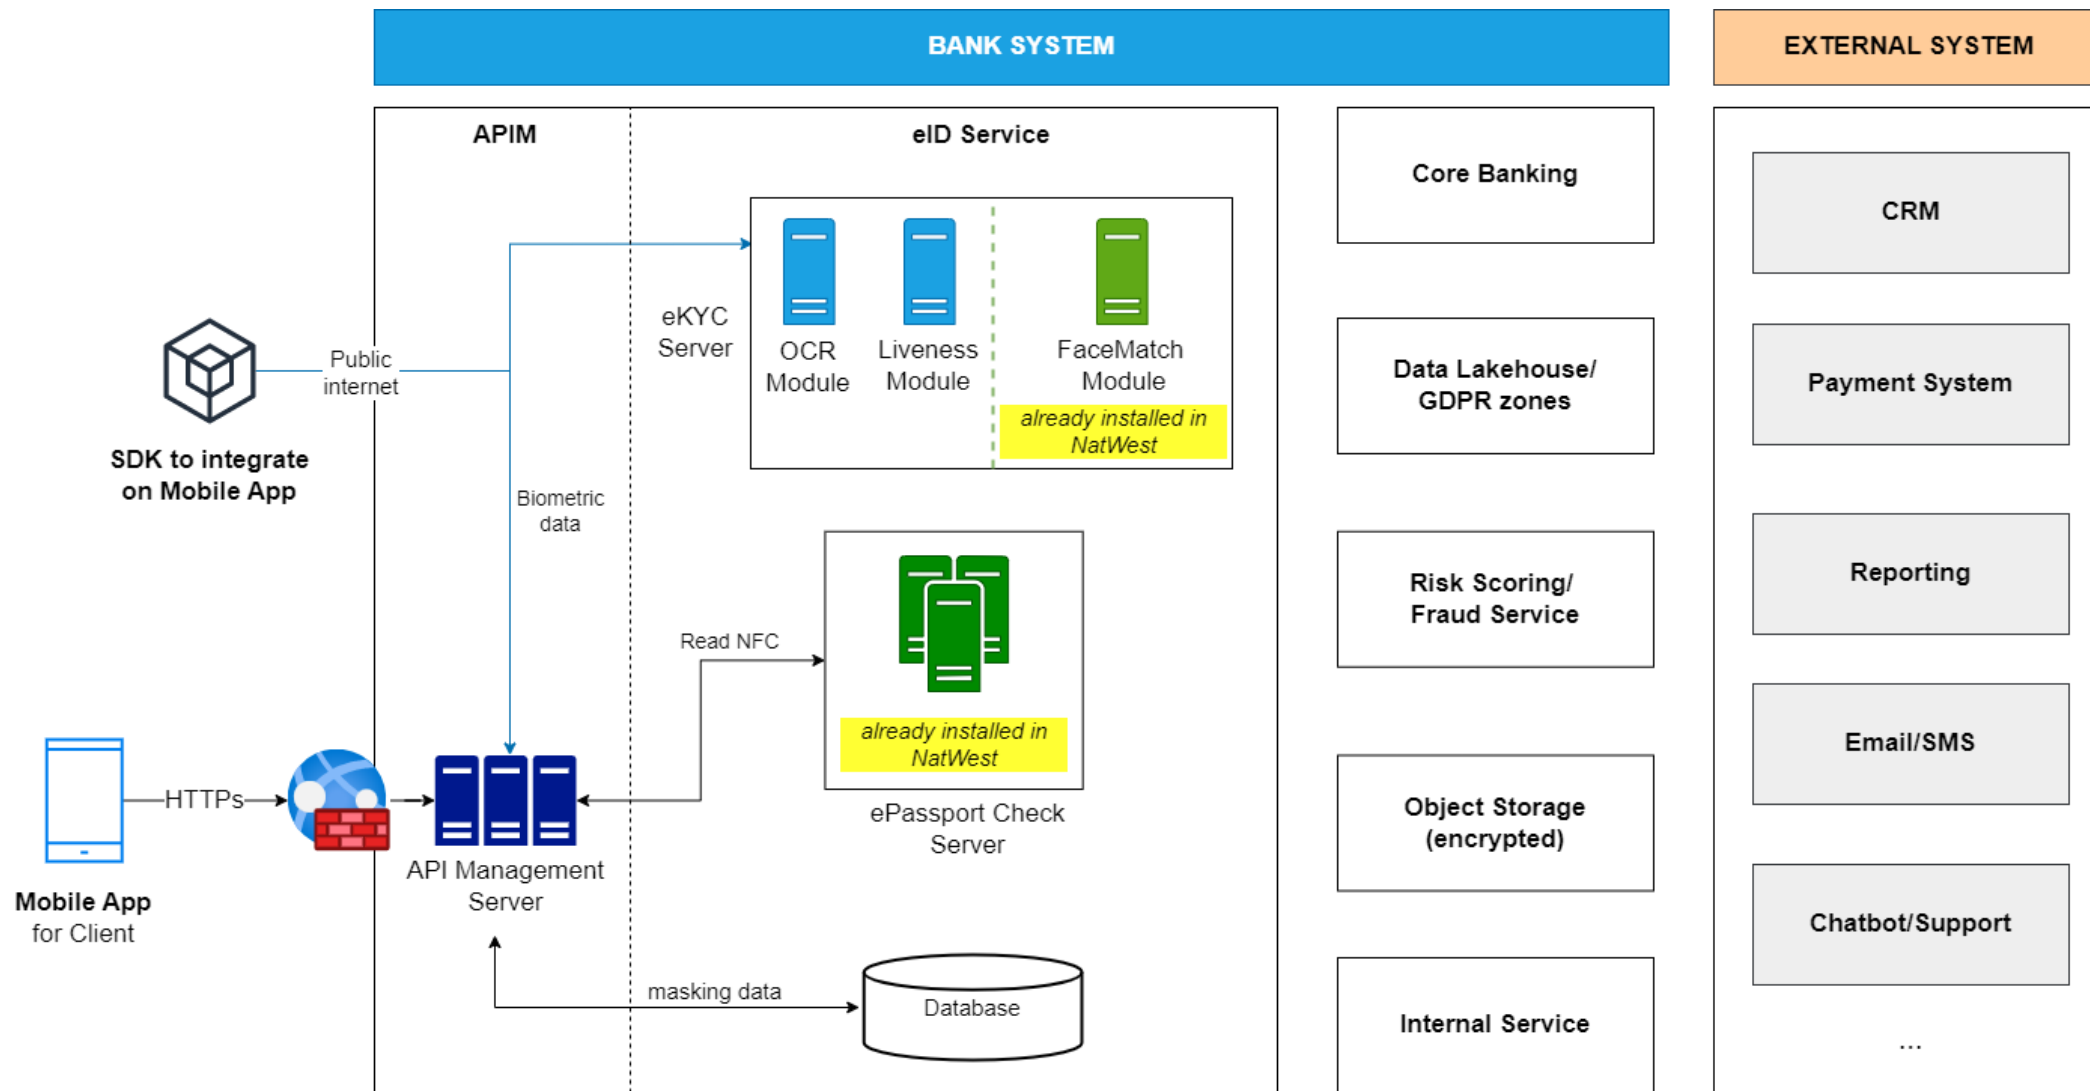 BANK SYSTEM
EXTERNAL SYSTEM
APIM
eID Service
eKYC
Server
OCR
Module
Liveness
Module
FaceMatch
Module
already installed in
NatWest
Public
internet
SDK to integrate
on Mobile App
Biometric
data
Read NFC
already installed in
NatWest
ePassport Check
Server
HTTPs
Mobile App
for Client
API Management
Server
masking data
Database
Core Banking
Data Lakehouse/
GDPR zones
Risk Scoring/
Fraud Service
Object Storage
(encrypted)
Internal Service
CRM
Payment System
Reporting
Email/SMS
Chatbot/Support
...